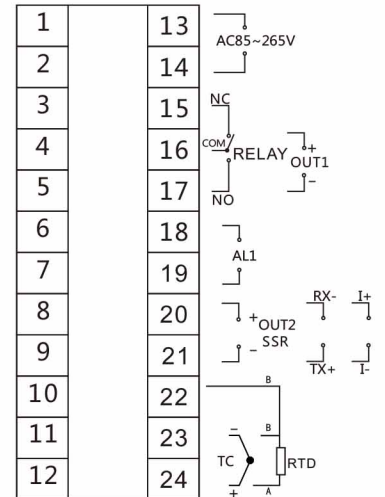 1 13
AC85~265V
2 14
3 15 NC
4 16 COM RELAY + OUT1
5 17 NO −
6 18
AL1
7 19
8 20 + OUT2 RX- I+
9 21 − SSR TX+ I-
10 22 B
11 23 − B
TC RTD
12 24 + A